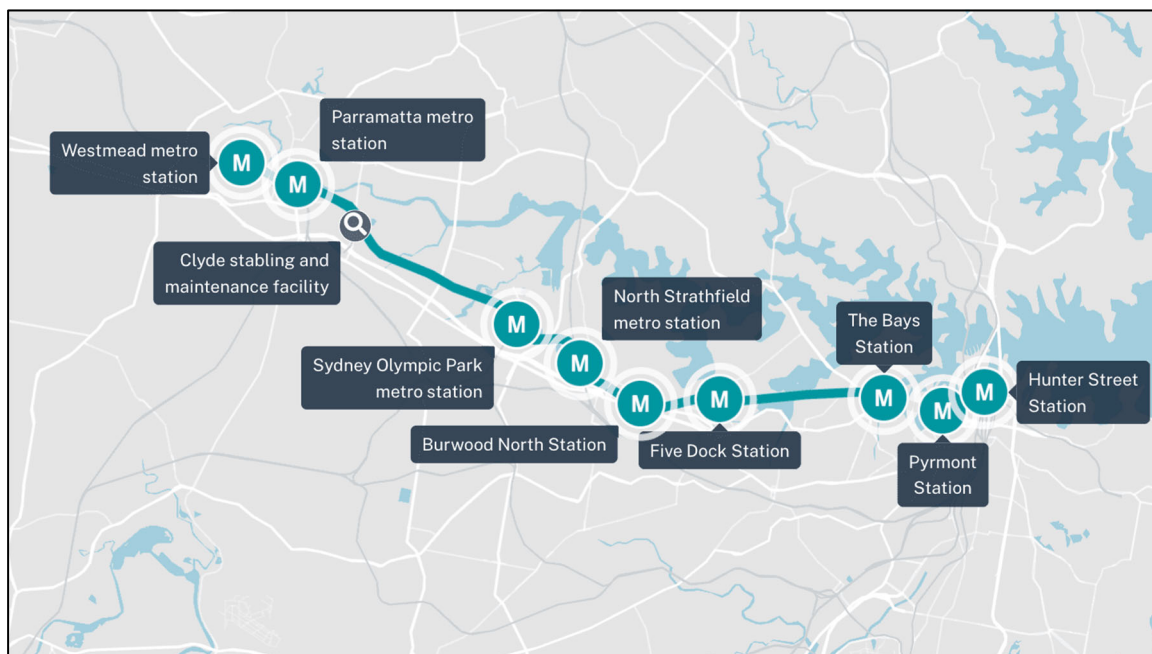 Parramatta metro
station
Westmead metro
station
M
M
Clyde stabling and
maintenance facility
North Strathfield
metro station
The Bays
Station
M
Sydney Olympic Park
metro station
M
Hunter Street
Station
M
M
M
M
M
Burwood North Station
Five Dock Station
Pyrmont
Station